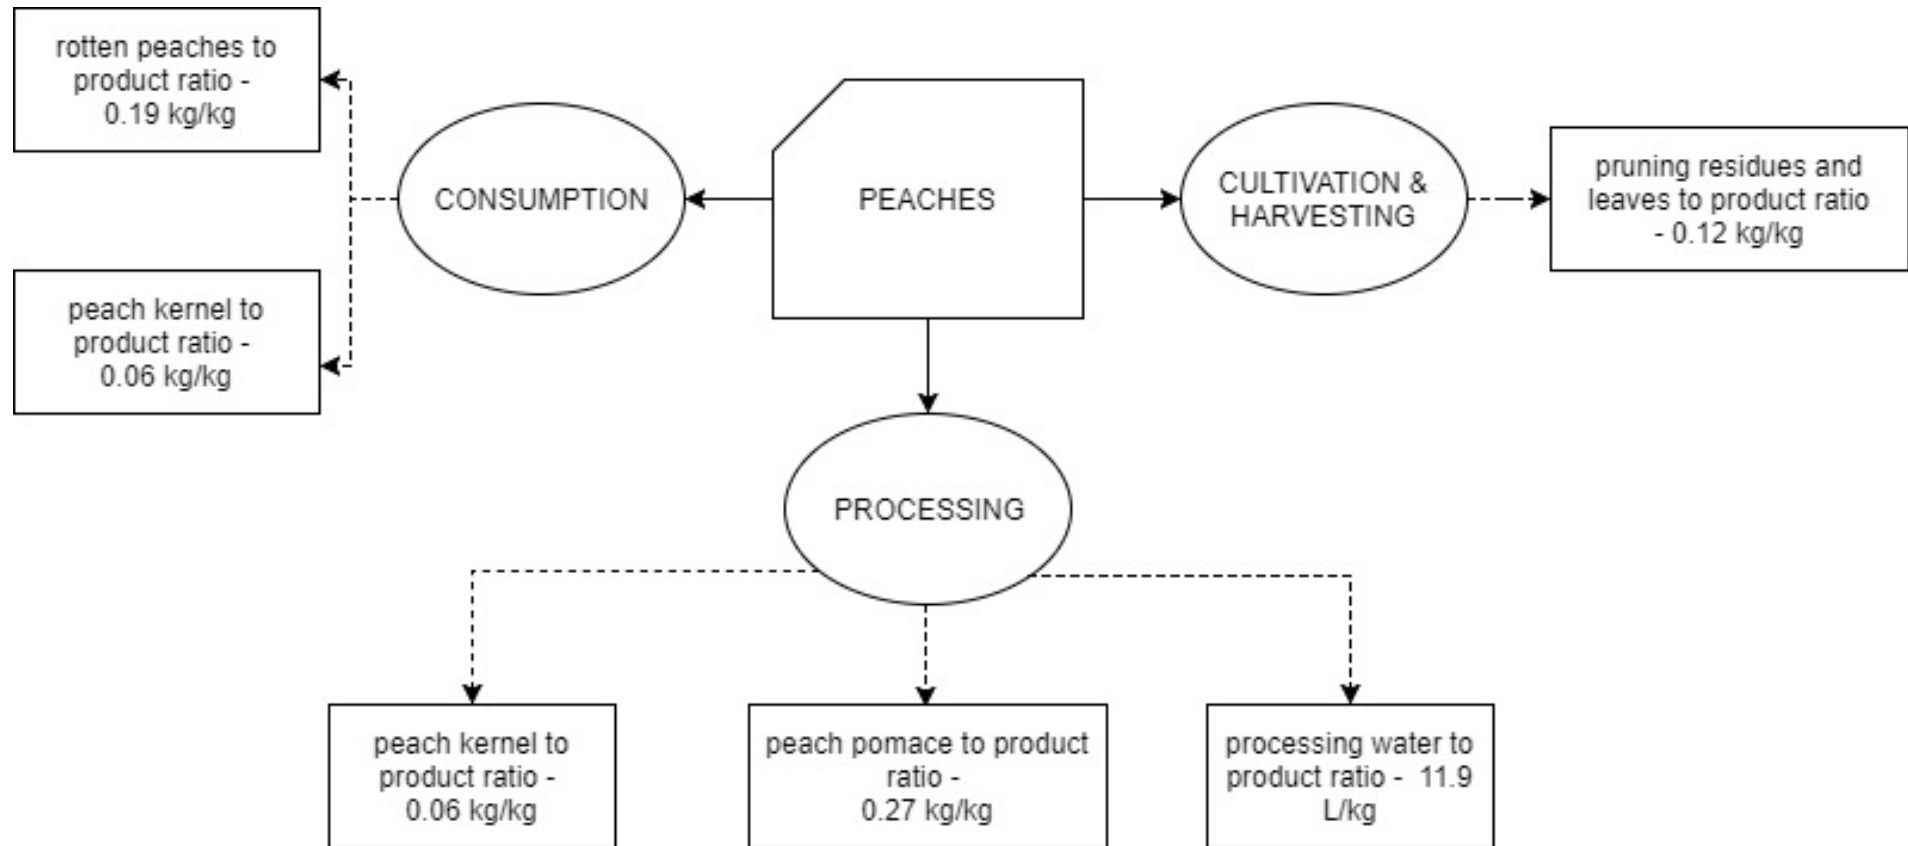 rotten peaches to
product ratio -
0.19 kg/kg
peach kernel to
product ratio -
0.06 kg/kg
CONSUMPTION
PEACHES
CULTIVATION &
HARVESTING
pruning residues and
leaves to product ratio
- 0.12 kg/kg
PROCESSING
peach kernel to
product ratio -
0.06 kg/kg
peach pomace to product
ratio -
0.27 kg/kg
processing water to
product ratio - 11.9
L/kg